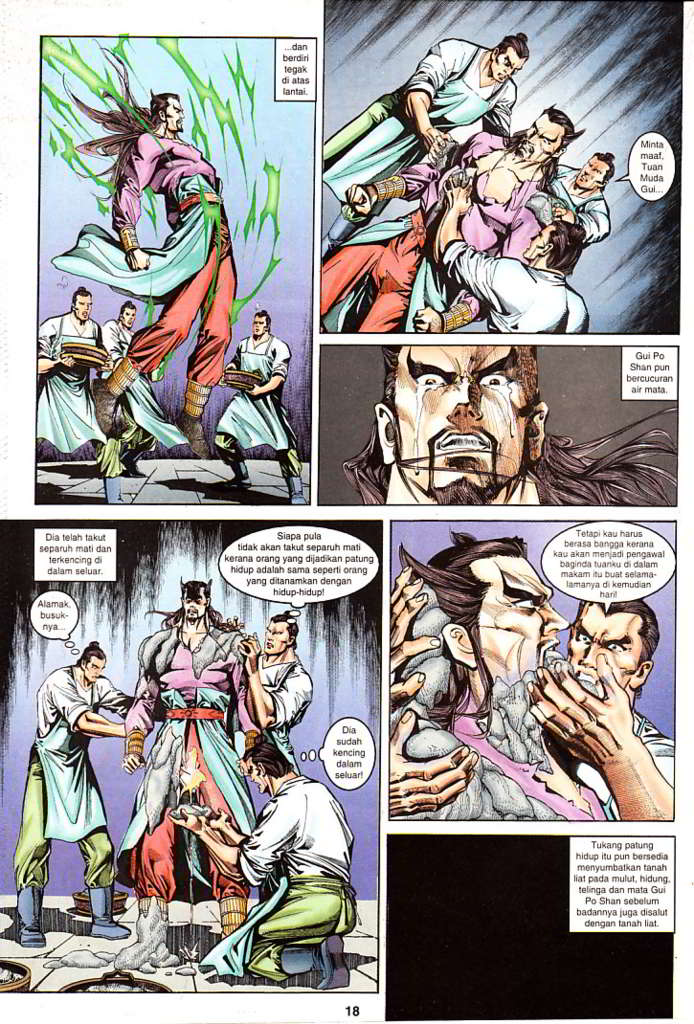 ...dan
berdiri
tegak
di atas
lantai.
Minta
maaf,
Tuan
Muda
Gui...
Gui Po
Shan pun
bercucuran
air mata.
Dia telah takut
separuh mati dan
terkencing di
dalam seluar.
Alamak,
busuk-
nya...
Siapa pula
tidak akan takut separuh mati
kerana orang yang dijadikan patung
hidup adalah sama seperti orang
yang ditanamkan dengan
hidup-hidup!
Dia
sudah
kencing
dalam
seluar!
Tetapi kau harus
berasa bangga kerana
kau akan menjadi pengawal
baginda tuanku di dalam
makam itu buat selama-
lamanya di kemudian
hari!
Tukang patung
hidup itu pun bersedia
menyumbatkan tanah
liat pada mulut, hidung,
telinga dan mata Gui
Po Shan sebelum
badannya juga disalut
dengan tanah liat.
18